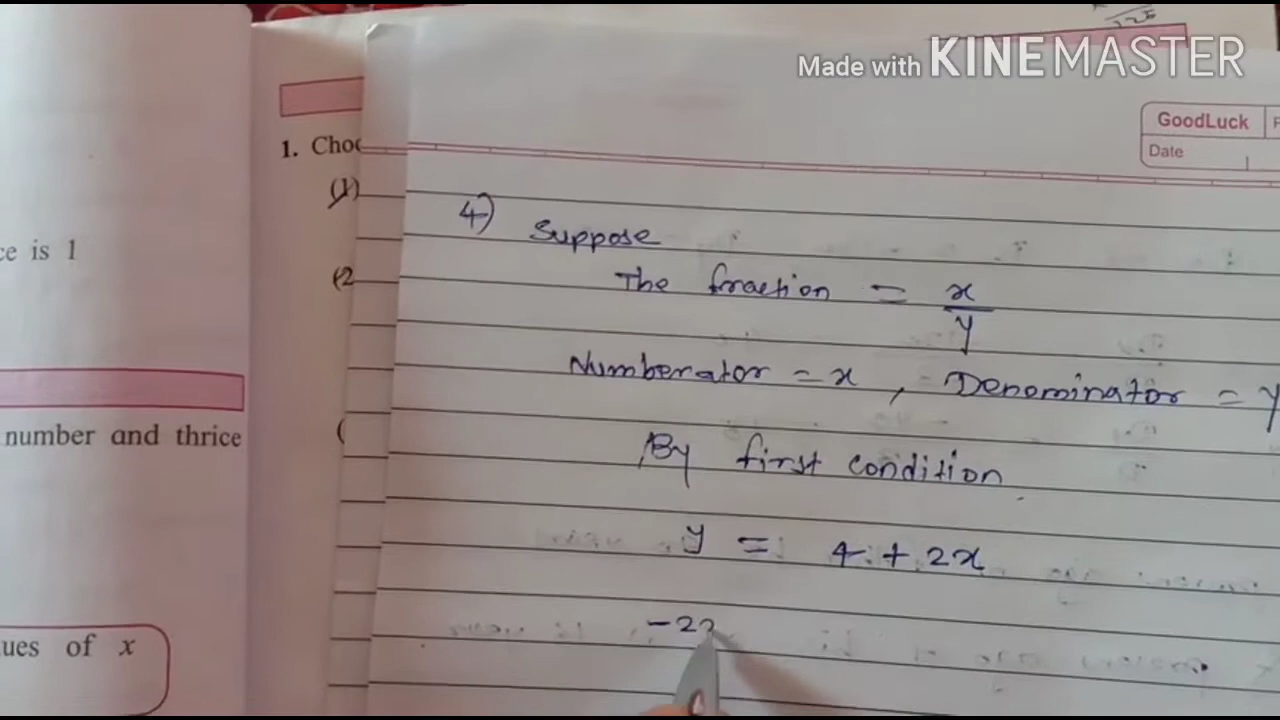 Made with KINEMASTER
GoodLuck
Date
1. Choo
(1)
4) Suppose
ce is 1
(2
The fraction = x/y
Numberator = x , Denominator = y
number and thrice
(
By first condition
y = 4 + 2x
-2
ues of x